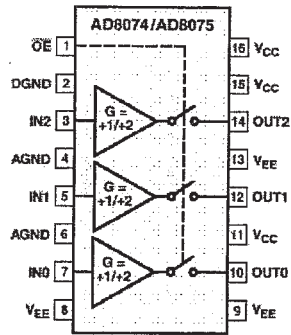 AD8074/AD8075
OE 1 16 VCC
DGND 2 15 VCC
IN2 3 G = +1/+2 14 OUT2
AGND 4 13 VEE
IN1 5 G = +1/+2 12 OUT1
AGND 6 11 VCC
IN0 7 G = +1/+2 10 OUT0
VEE 8 9 VEE